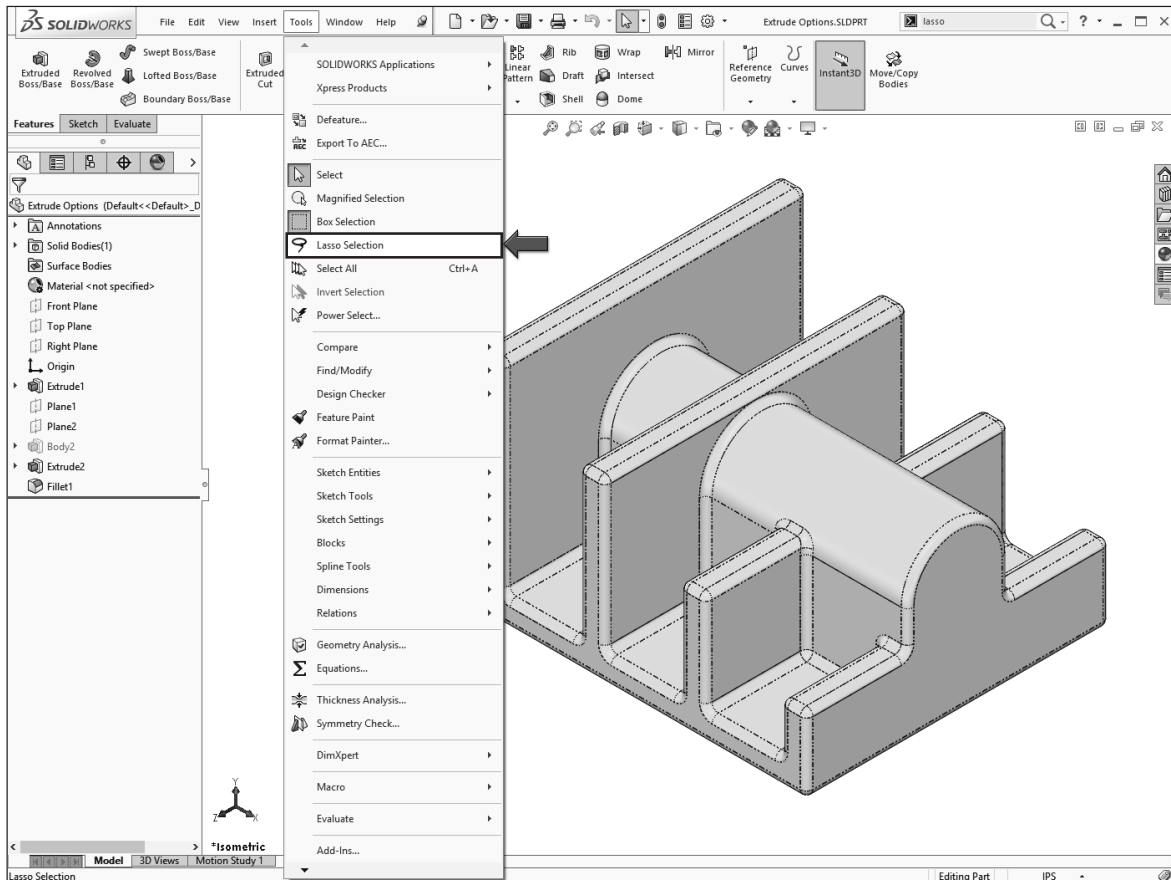 SOLIDWORKS
File Edit View Insert Tools Window Help
Extrude Options.SLDPRT
lasso
?
Extruded Boss/Base
Revolved Boss/Base
Swept Boss/Base
Lofted Boss/Base
Boundary Boss/Base
Extruded Cut
Linear Pattern
Rib
Draft
Shell
Wrap
Intersect
Dome
Mirror
Reference Geometry
Curves
Instant3D
Move/Copy Bodies
Features Sketch Evaluate
Extrude Options (Default<<Default>_D
Annotations
Solid Bodies(1)
Surface Bodies
Material <not specified>
Front Plane
Top Plane
Right Plane
Origin
Extrude1
Plane1
Plane2
Body2
Extrude2
Fillet1
SOLIDWORKS Applications
Xpress Products
Defeature...
Export To AEC...
Select
Magnified Selection
Box Selection
Lasso Selection
Select All Ctrl+A
Invert Selection
Power Select...
Compare
Find/Modify
Design Checker
Feature Paint
Format Painter...
Sketch Entities
Sketch Tools
Sketch Settings
Blocks
Spline Tools
Dimensions
Relations
Geometry Analysis...
Equations...
Thickness Analysis...
Symmetry Check...
DimXpert
Macro
Evaluate
Add-Ins...
Y
Z X
*Isometric
Model 3D Views Motion Study 1
Lasso Selection
Editing Part IPS